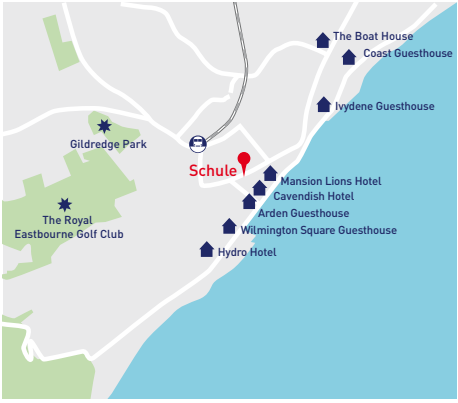 The Boat House
Coast Guesthouse
Ivydene Guesthouse
Gildredge Park
Schule
Mansion Lions Hotel
Cavendish Hotel
Arden Guesthouse
The Royal
Eastbourne Golf Club
Wilmington Square Guesthouse
Hydro Hotel